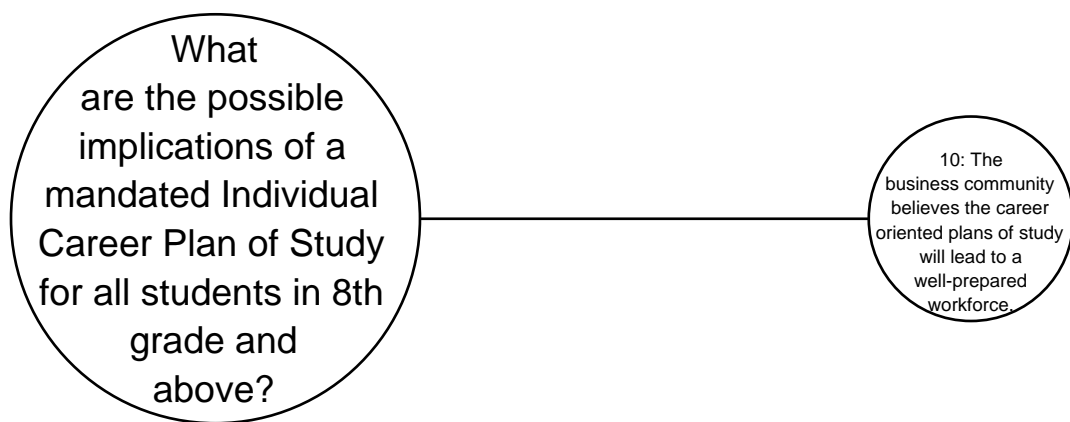 What
are the possible
implications of a
mandated Individual
Career Plan of Study
for all students in 8th
grade and
above?
10: The
business community
believes the career
oriented plans of study
will lead to a
well-prepared
workforce.